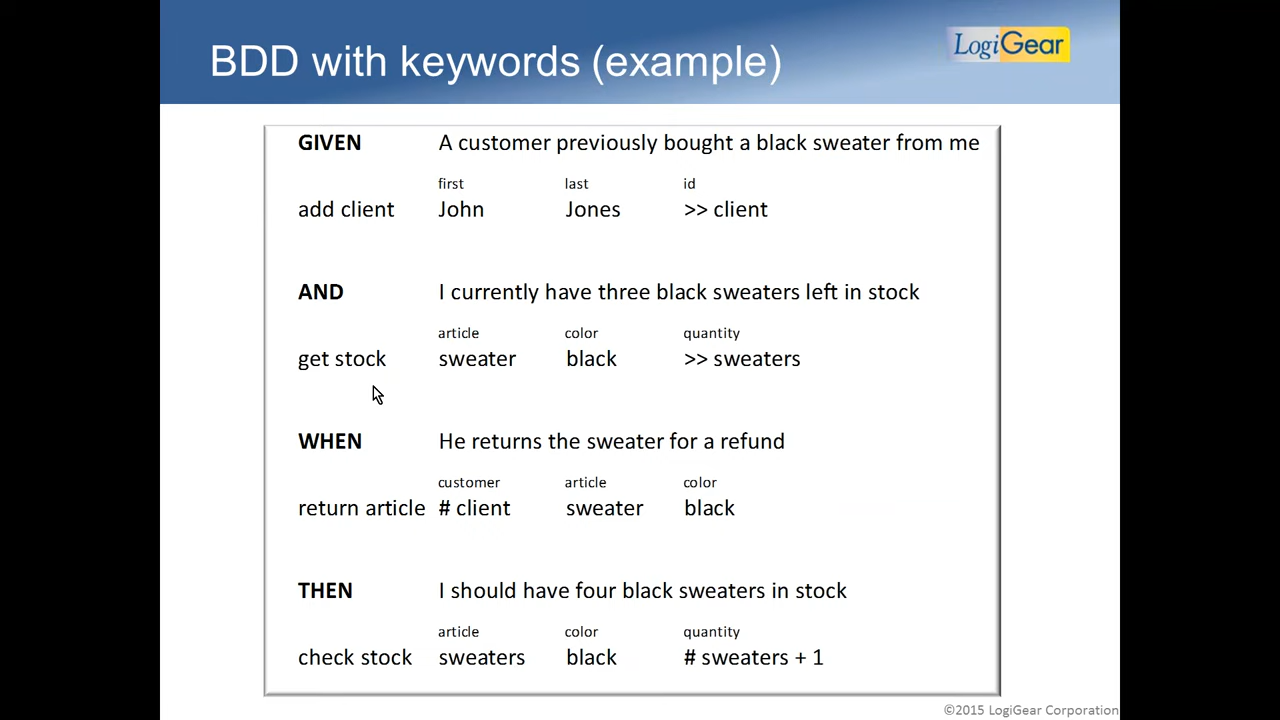 BDD with keywords (example)
LogiGear
GIVEN A customer previously bought a black sweater from me
first last id
add client John Jones >> client
AND I currently have three black sweaters left in stock
article color quantity
get stock sweater black >> sweaters
WHEN He returns the sweater for a refund
customer article color
return article # client sweater black
THEN I should have four black sweaters in stock
article color quantity
check stock sweaters black # sweaters + 1
©2015 LogiGear Corporation